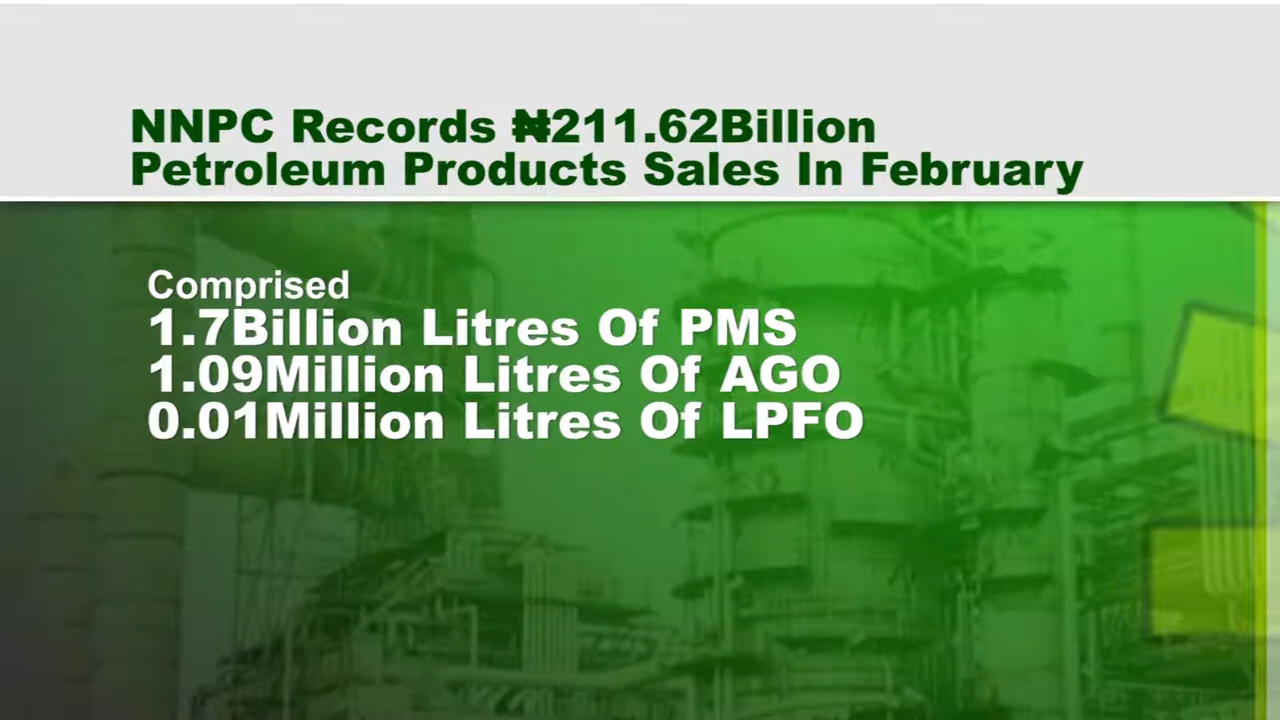 NNPC Records ₦211.62Billion
Petroleum Products Sales In February
Comprised
1.7Billion Litres Of PMS
1.09Million Litres Of AGO
0.01Million Litres Of LPFO